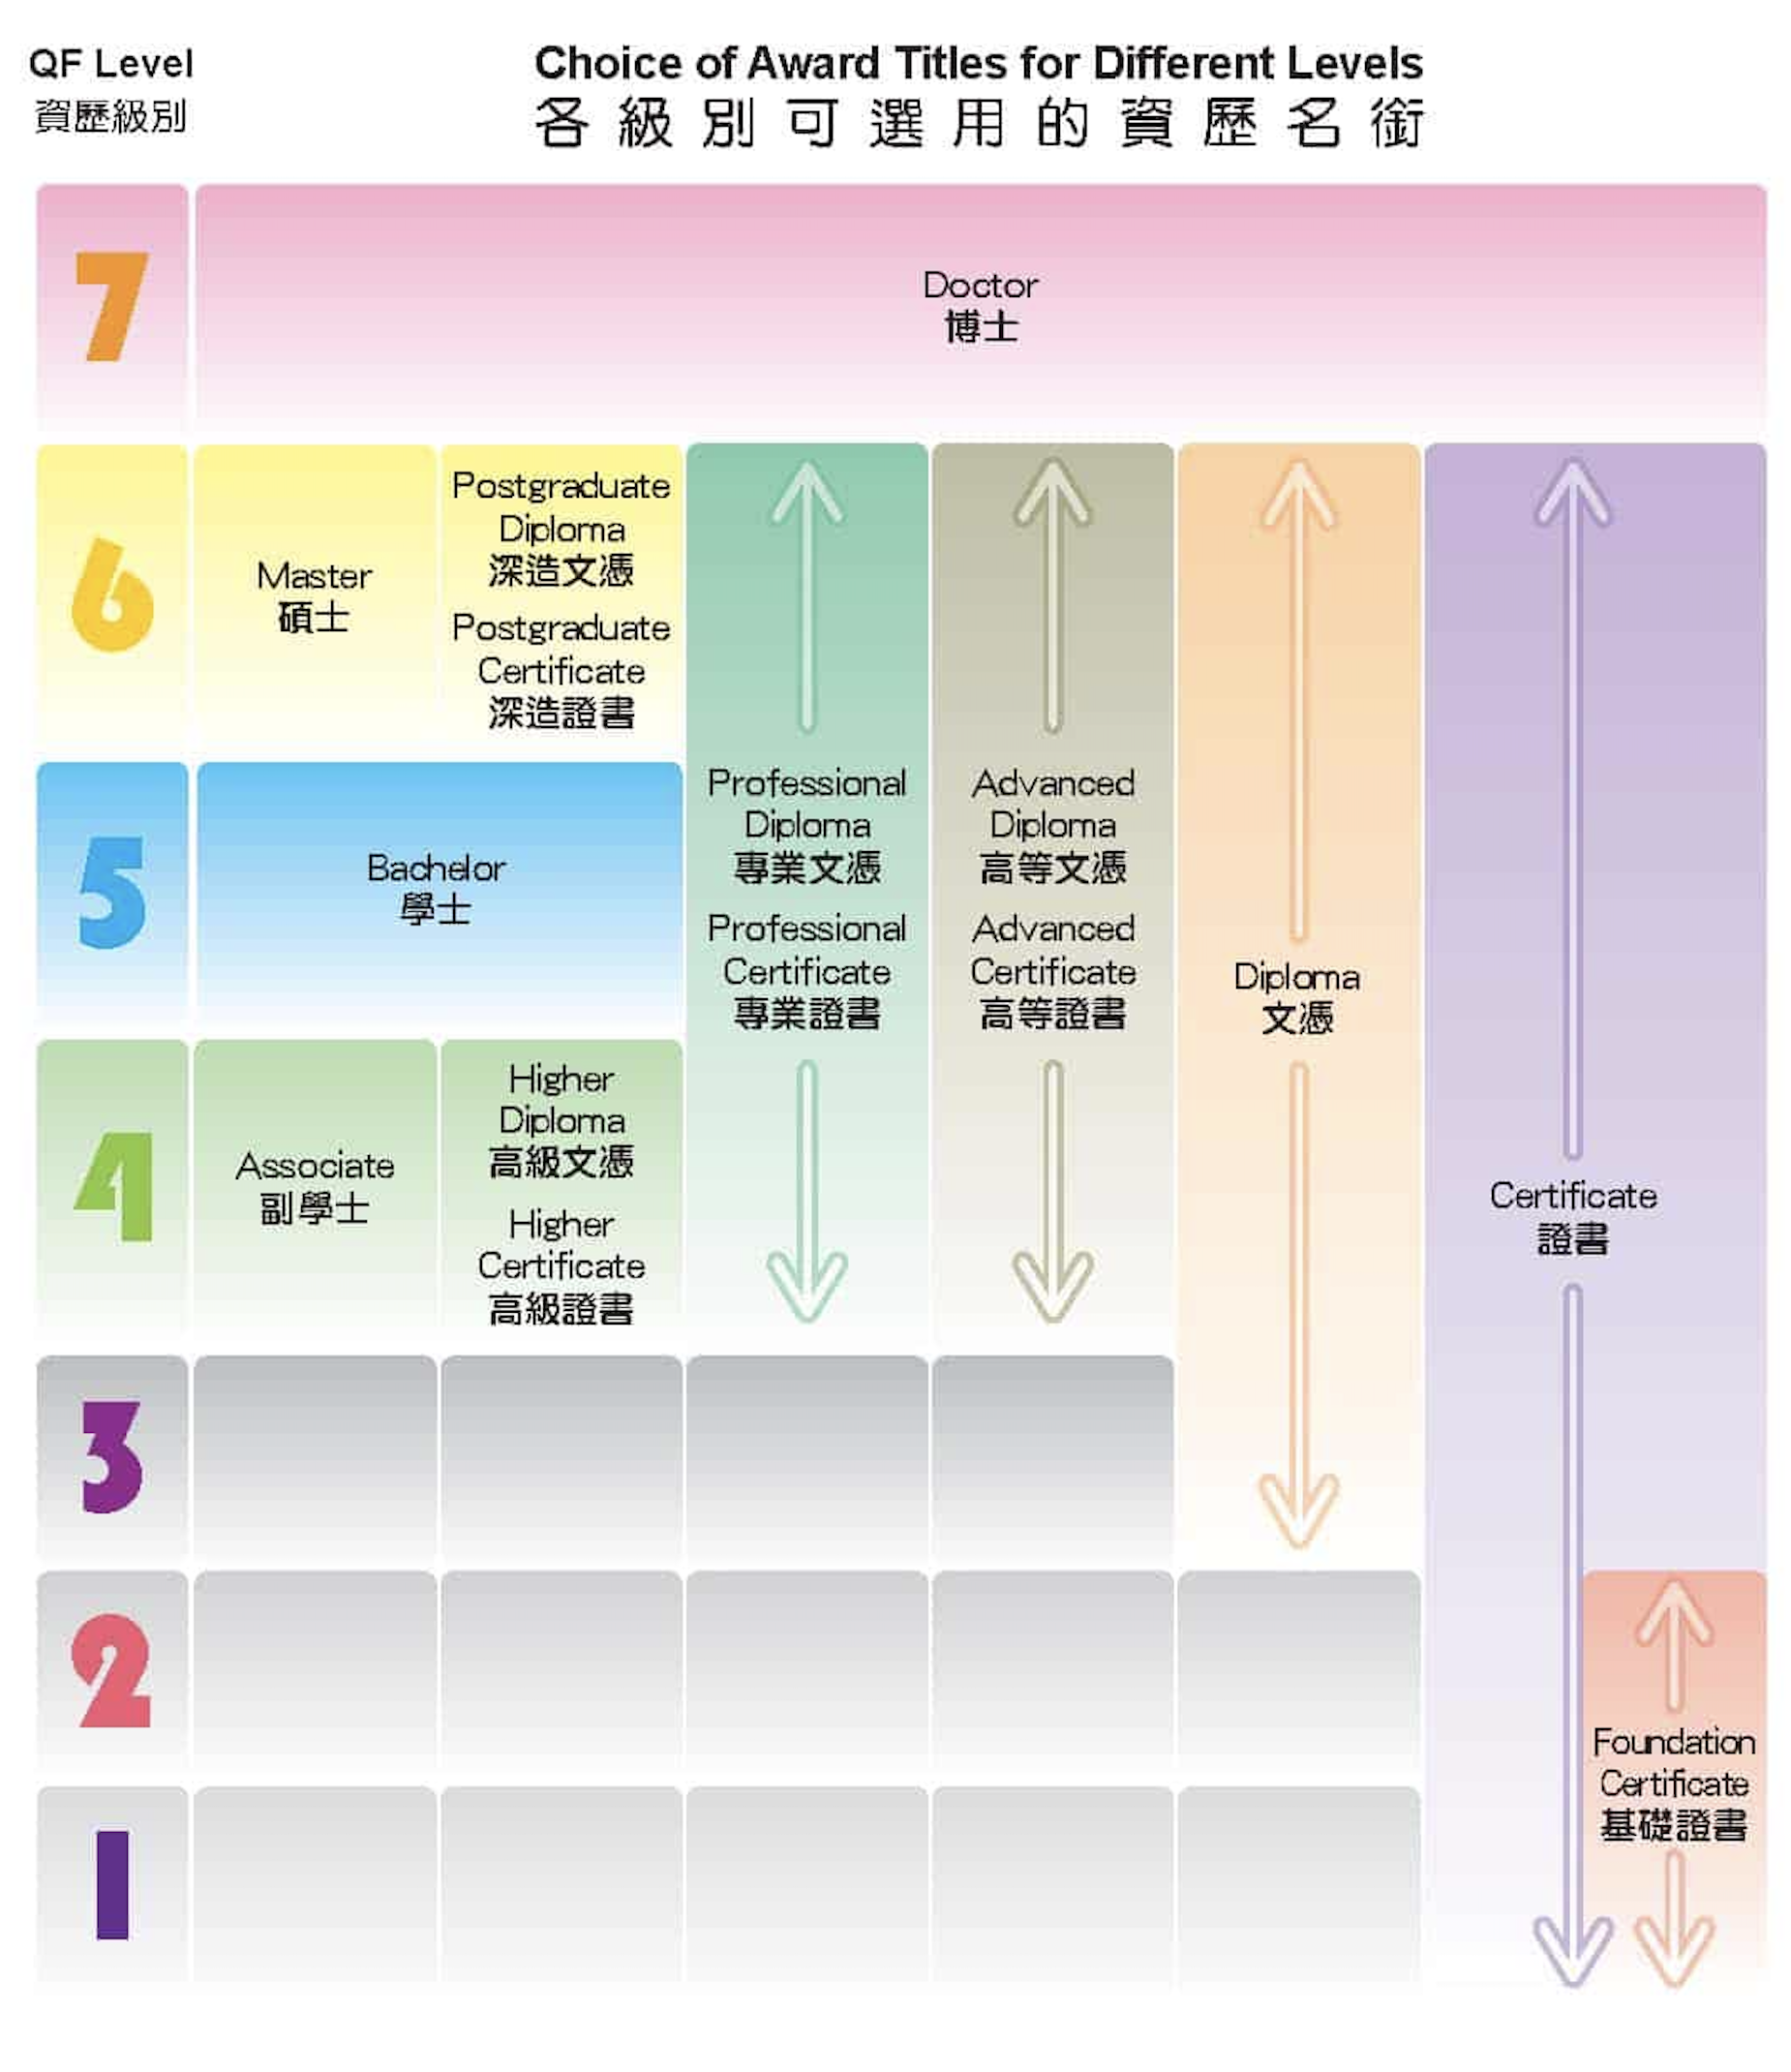 QF Level
資歷級別
Choice of Award Titles for Different Levels
各級別可選用的資歷名銜
7
Doctor
博士
6
Master
碩士
Postgraduate
Diploma
深造文憑
Postgraduate
Certificate
深造證書
5
Bachelor
學士
Professional
Diploma
專業文憑
Professional
Certificate
專業證書
Advanced
Diploma
高等文憑
Advanced
Certificate
高等證書
Diploma
文憑
4
Associate
副學士
Higher
Diploma
高級文憑
Higher
Certificate
高級證書
Certificate
證書
3
2
Foundation
Certificate
基礎證書
1